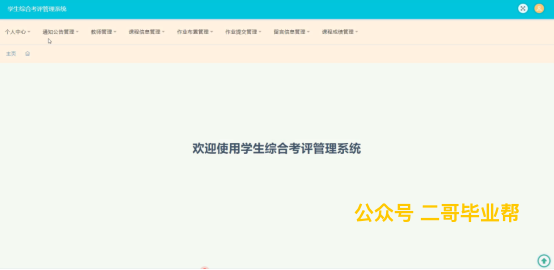 学生综合考评管理系统
个人中心 通知公告管理 教师管理 课程信息管理 作业布置管理 作业提交管理 留言信息管理 课程成绩管理
主页
欢迎使用学生综合考评管理系统
公众号 二哥毕业帮